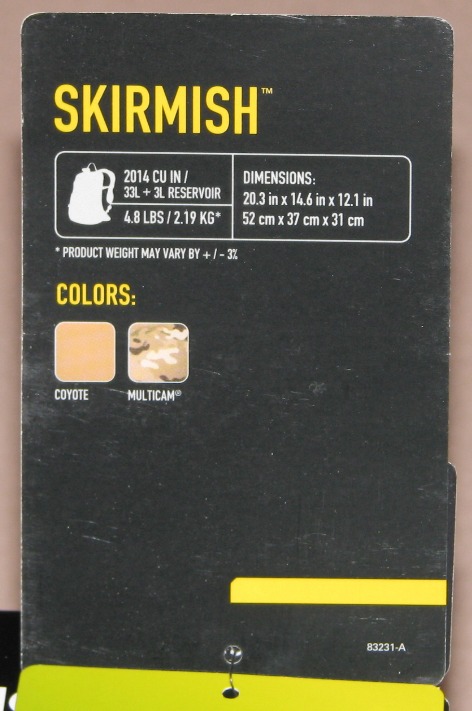 SKIRMISH™
2014 CU IN /
33L + 3L RESERVOIR
4.8 LBS / 2.19 KG*
DIMENSIONS:
20.3 in x 14.6 in x 12.1 in
52 cm x 37 cm x 31 cm
* PRODUCT WEIGHT MAY VARY BY + / - 3%
COLORS:
COYOTE
MULTICAM®
83231-A